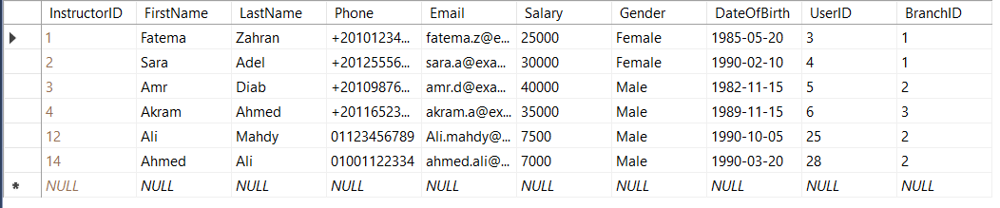 InstructorID FirstName LastName Phone Email Salary Gender DateOfBirth UserID BranchID
1 Fatema Zahran +20101234... fatema.z@e... 25000 Female 1985-05-20 3 1
2 Sara Adel +20125556... sara.a@exa... 30000 Female 1990-02-10 4 1
3 Amr Diab +20109876... amr.d@exa... 40000 Male 1982-11-15 5 2
4 Akram Ahmed +20116523... akram.a@ex... 35000 Male 1989-11-15 6 3
12 Ali Mahdy 01123456789 Ali.mahdy@... 7500 Male 1990-10-05 25 2
14 Ahmed Ali 01001122334 ahmed.ali@... 7000 Male 1990-03-20 28 2
NULL NULL NULL NULL NULL NULL NULL NULL NULL NULL